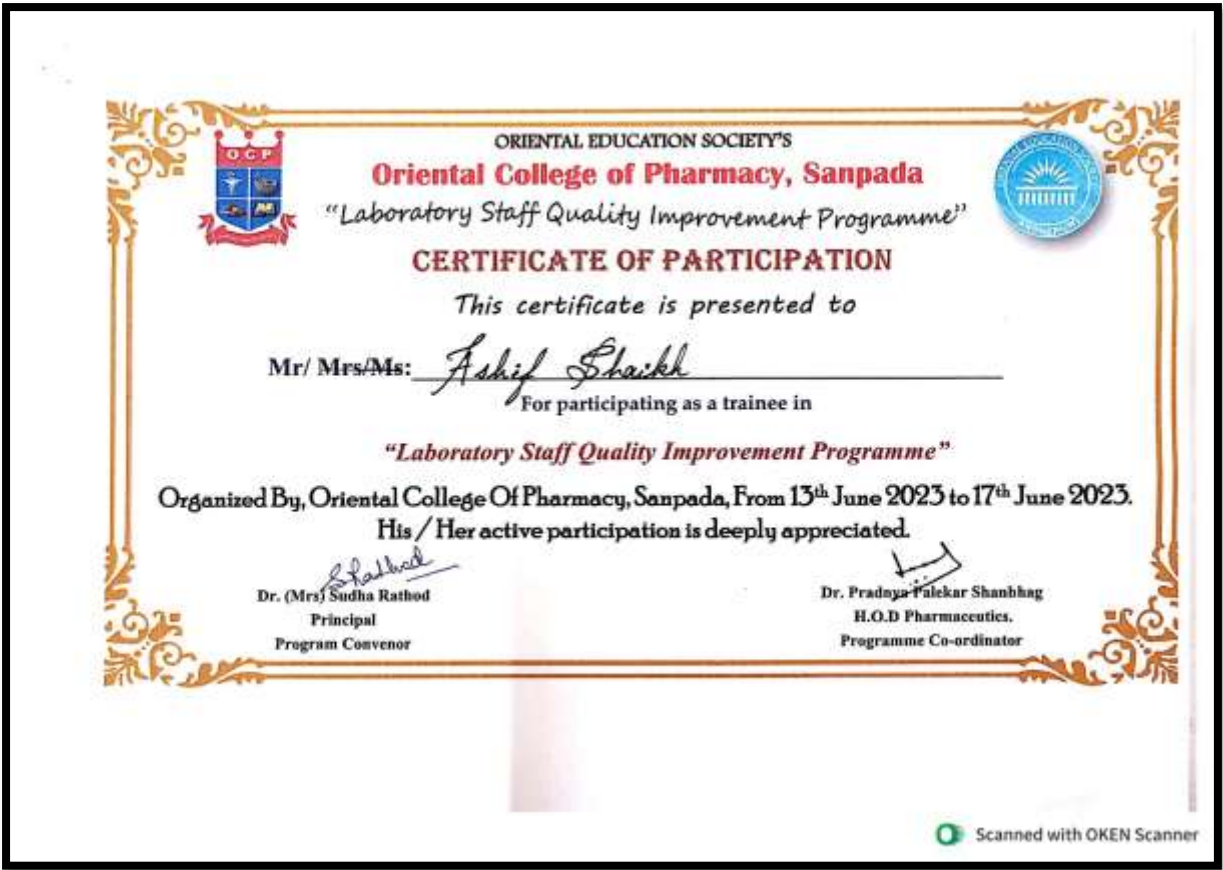 ORIENTAL EDUCATION SOCIETY'S
OCP
Oriental College of Pharmacy, Sanpada
"Laboratory Staff Quality Improvement Programme"
CERTIFICATE OF PARTICIPATION
This certificate is presented to
Mr/ Mrs/Ms: Ashif Shaikh
For participating as a trainee in
"Laboratory Staff Quality Improvement Programme"
Organized By, Oriental College Of Pharmacy, Sanpada, From 13th June 2023 to 17th June 2023.
His / Her active participation is deeply appreciated.
Dr. (Mrs) Sudha Rathod
Principal
Program Convenor
Dr. Pradnya Palekar Shanbhag
H.O.D Pharmaceutics.
Programme Co-ordinator
Scanned with OKEN Scanner